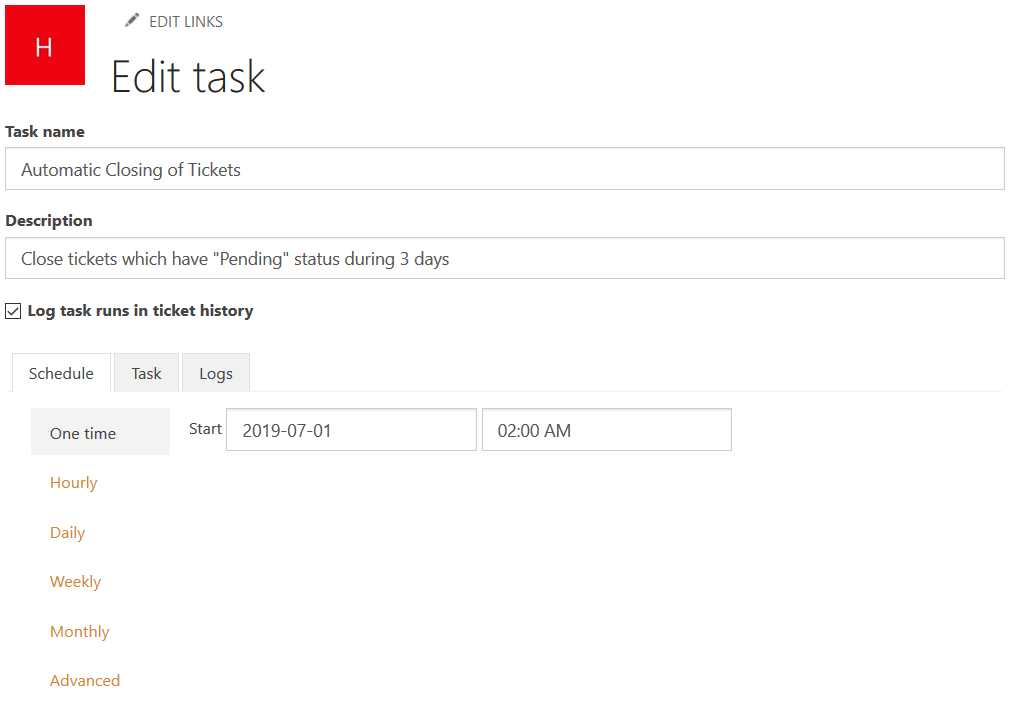 H
EDIT LINKS
Edit task
Task name
Automatic Closing of Tickets
Description
Close tickets which have "Pending" status during 3 days
Log task runs in ticket history
Schedule Task Logs
One time Start 2019-07-01 02:00 AM
Hourly
Daily
Weekly
Monthly
Advanced